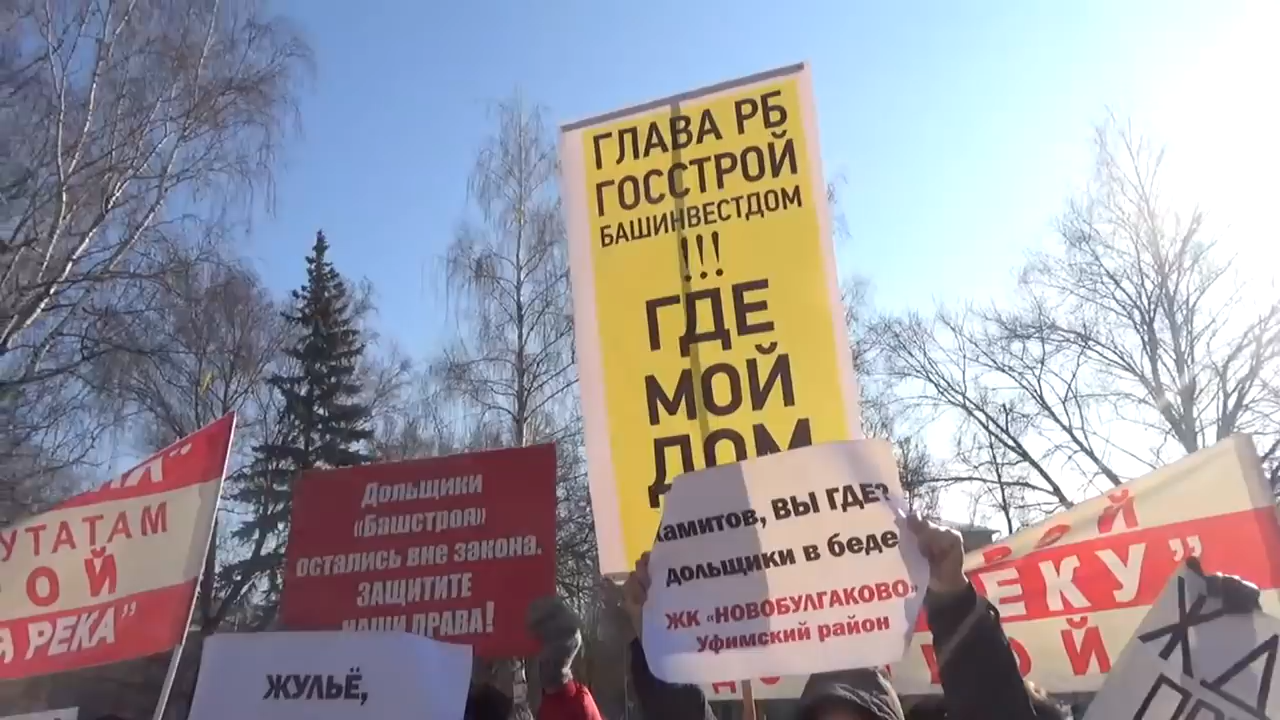 ГЛАВА РБ
ГОССТРОЙ
БАШИНВЕСТДОМ
!!!
ГДЕ
МОЙ
ДОМ
Дольщики
«Башстроя»
остались вне закона.
ЗАЩИТИТЕ
НАШИ ПРАВА!
ЖУЛЬЁ,
ВЫ ГДЕ?
дольщики в беде
ЖК «НОВОБУЛГАКОВО»
Уфимский район
РЕКА"